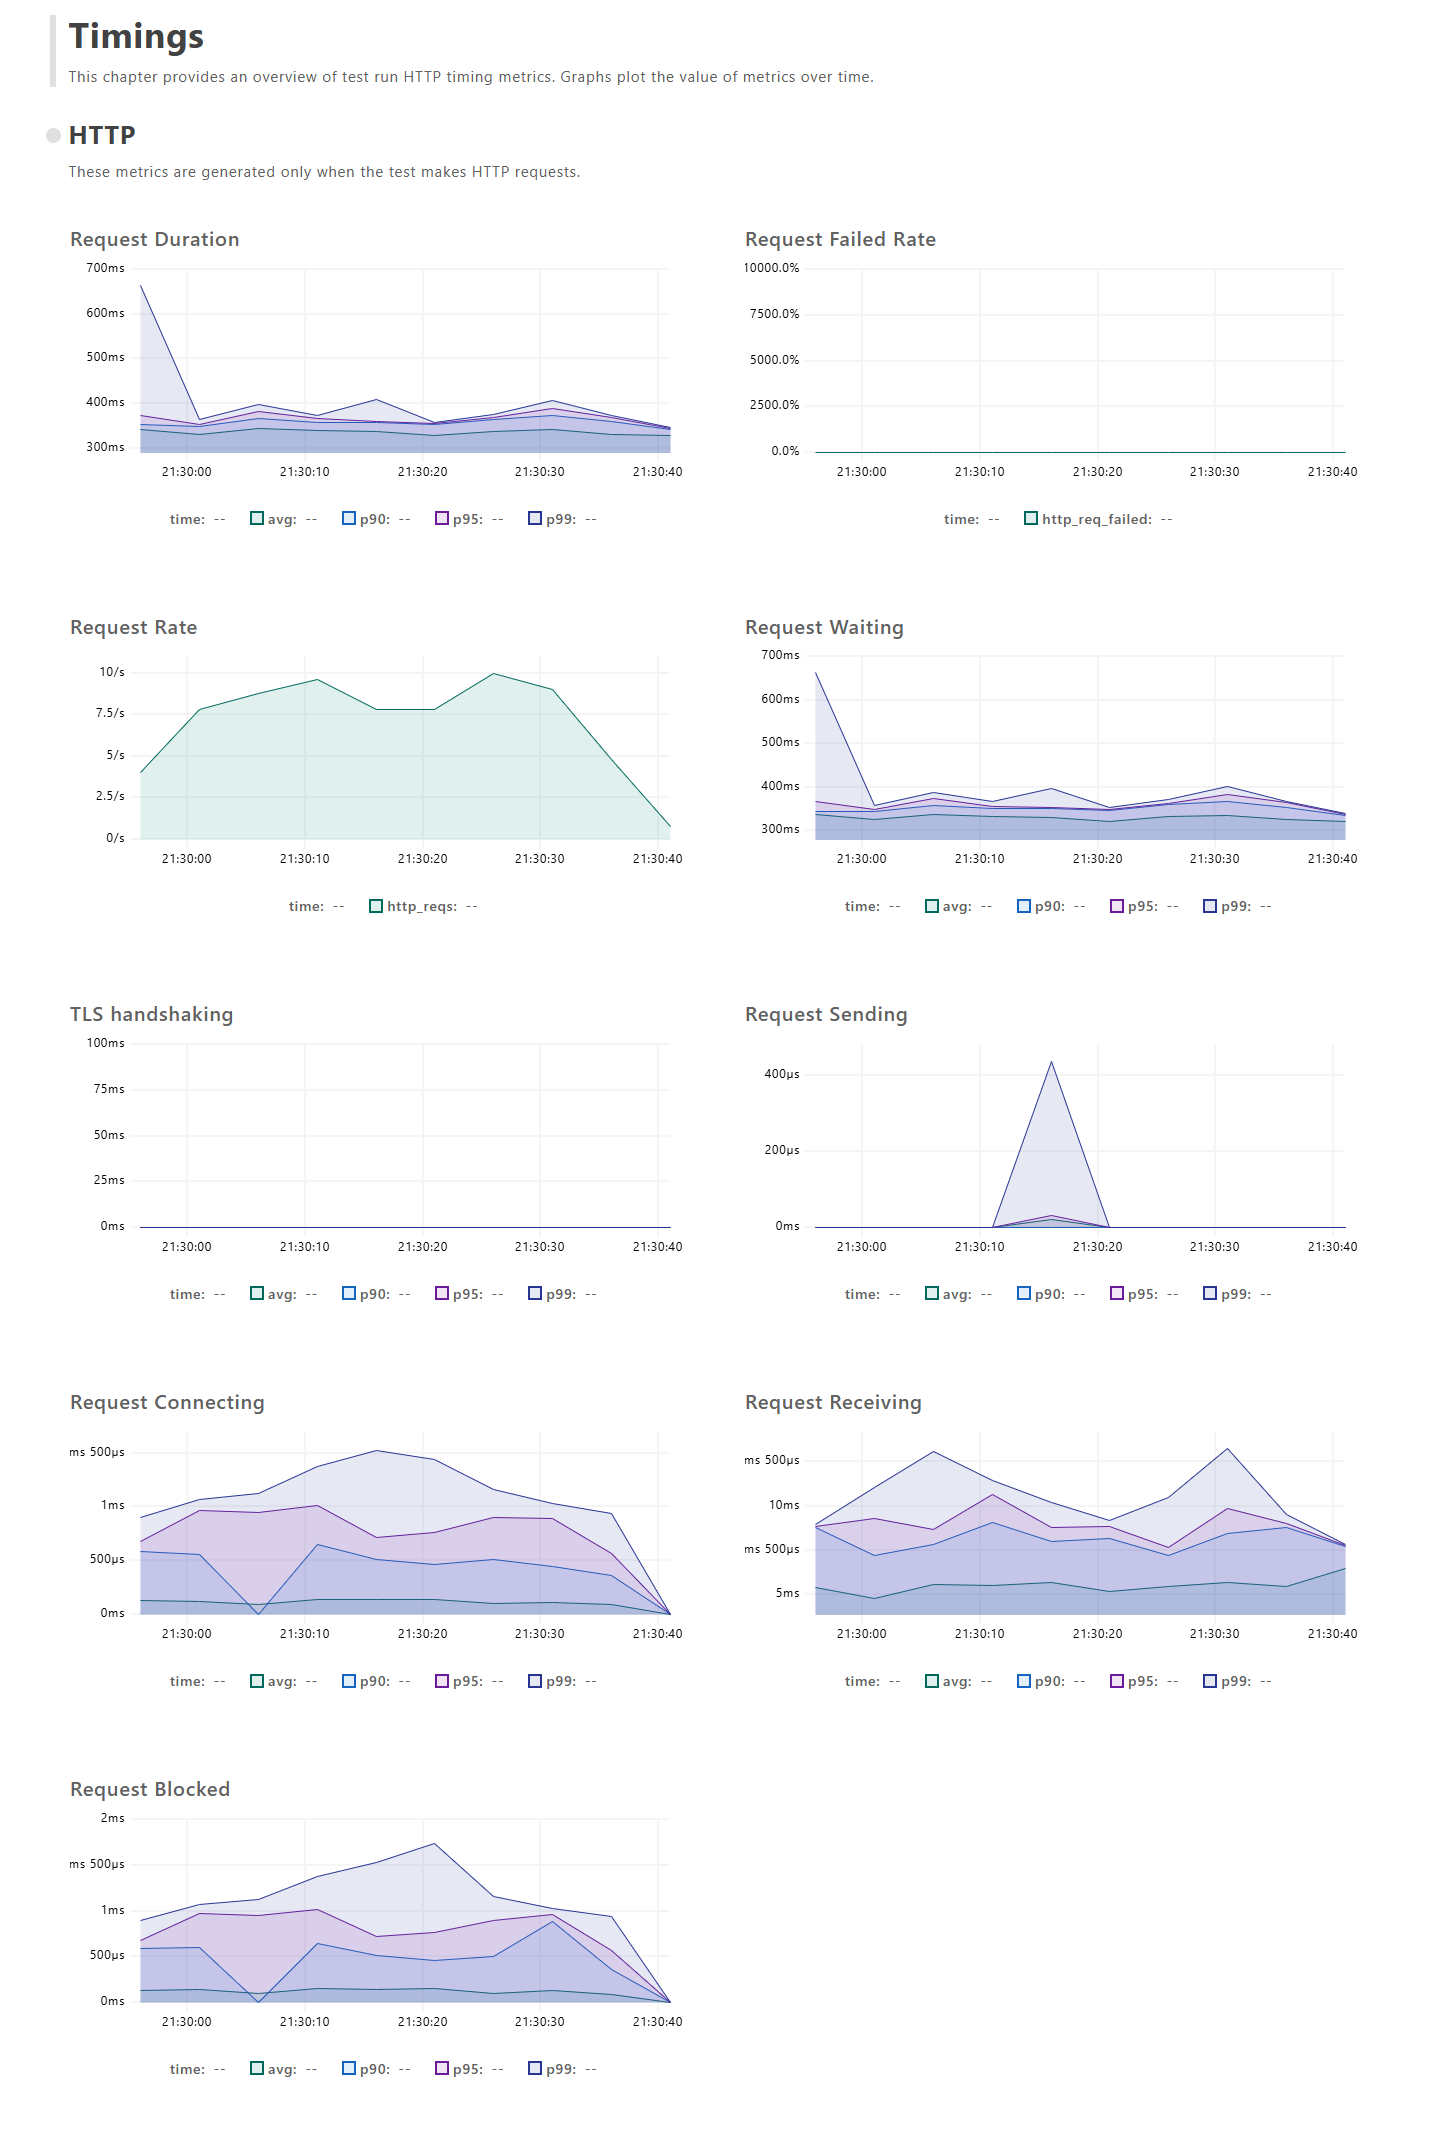 Timings
This chapter provides an overview of test run HTTP timing metrics. Graphs plot the value of metrics over time.
HTTP
These metrics are generated only when the test makes HTTP requests.
Request Duration
700ms
600ms
500ms
400ms
300ms
21:30:00 21:30:10 21:30:20 21:30:30 21:30:40
time: -- avg: -- p90: -- p95: -- p99: --
Request Failed Rate
10000.0%
7500.0%
5000.0%
2500.0%
0.0%
21:30:00 21:30:10 21:30:20 21:30:30 21:30:40
time: -- http_req_failed: --
Request Rate
10/s
7.5/s
5/s
2.5/s
0/s
21:30:00 21:30:10 21:30:20 21:30:30 21:30:40
time: -- http_reqs: --
Request Waiting
700ms
600ms
500ms
400ms
300ms
21:30:00 21:30:10 21:30:20 21:30:30 21:30:40
time: -- avg: -- p90: -- p95: -- p99: --
TLS handshaking
100ms
75ms
50ms
25ms
0ms
21:30:00 21:30:10 21:30:20 21:30:30 21:30:40
time: -- avg: -- p90: -- p95: -- p99: --
Request Sending
400µs
200µs
0ms
21:30:00 21:30:10 21:30:20 21:30:30 21:30:40
time: -- avg: -- p90: -- p95: -- p99: --
Request Connecting
ms 500µs
1ms
500µs
0ms
21:30:00 21:30:10 21:30:20 21:30:30 21:30:40
time: -- avg: -- p90: -- p95: -- p99: --
Request Receiving
ms 500µs
10ms
ms 500µs
5ms
21:30:00 21:30:10 21:30:20 21:30:30 21:30:40
time: -- avg: -- p90: -- p95: -- p99: --
Request Blocked
2ms
ms 500µs
1ms
500µs
0ms
21:30:00 21:30:10 21:30:20 21:30:30 21:30:40
time: -- avg: -- p90: -- p95: -- p99: --